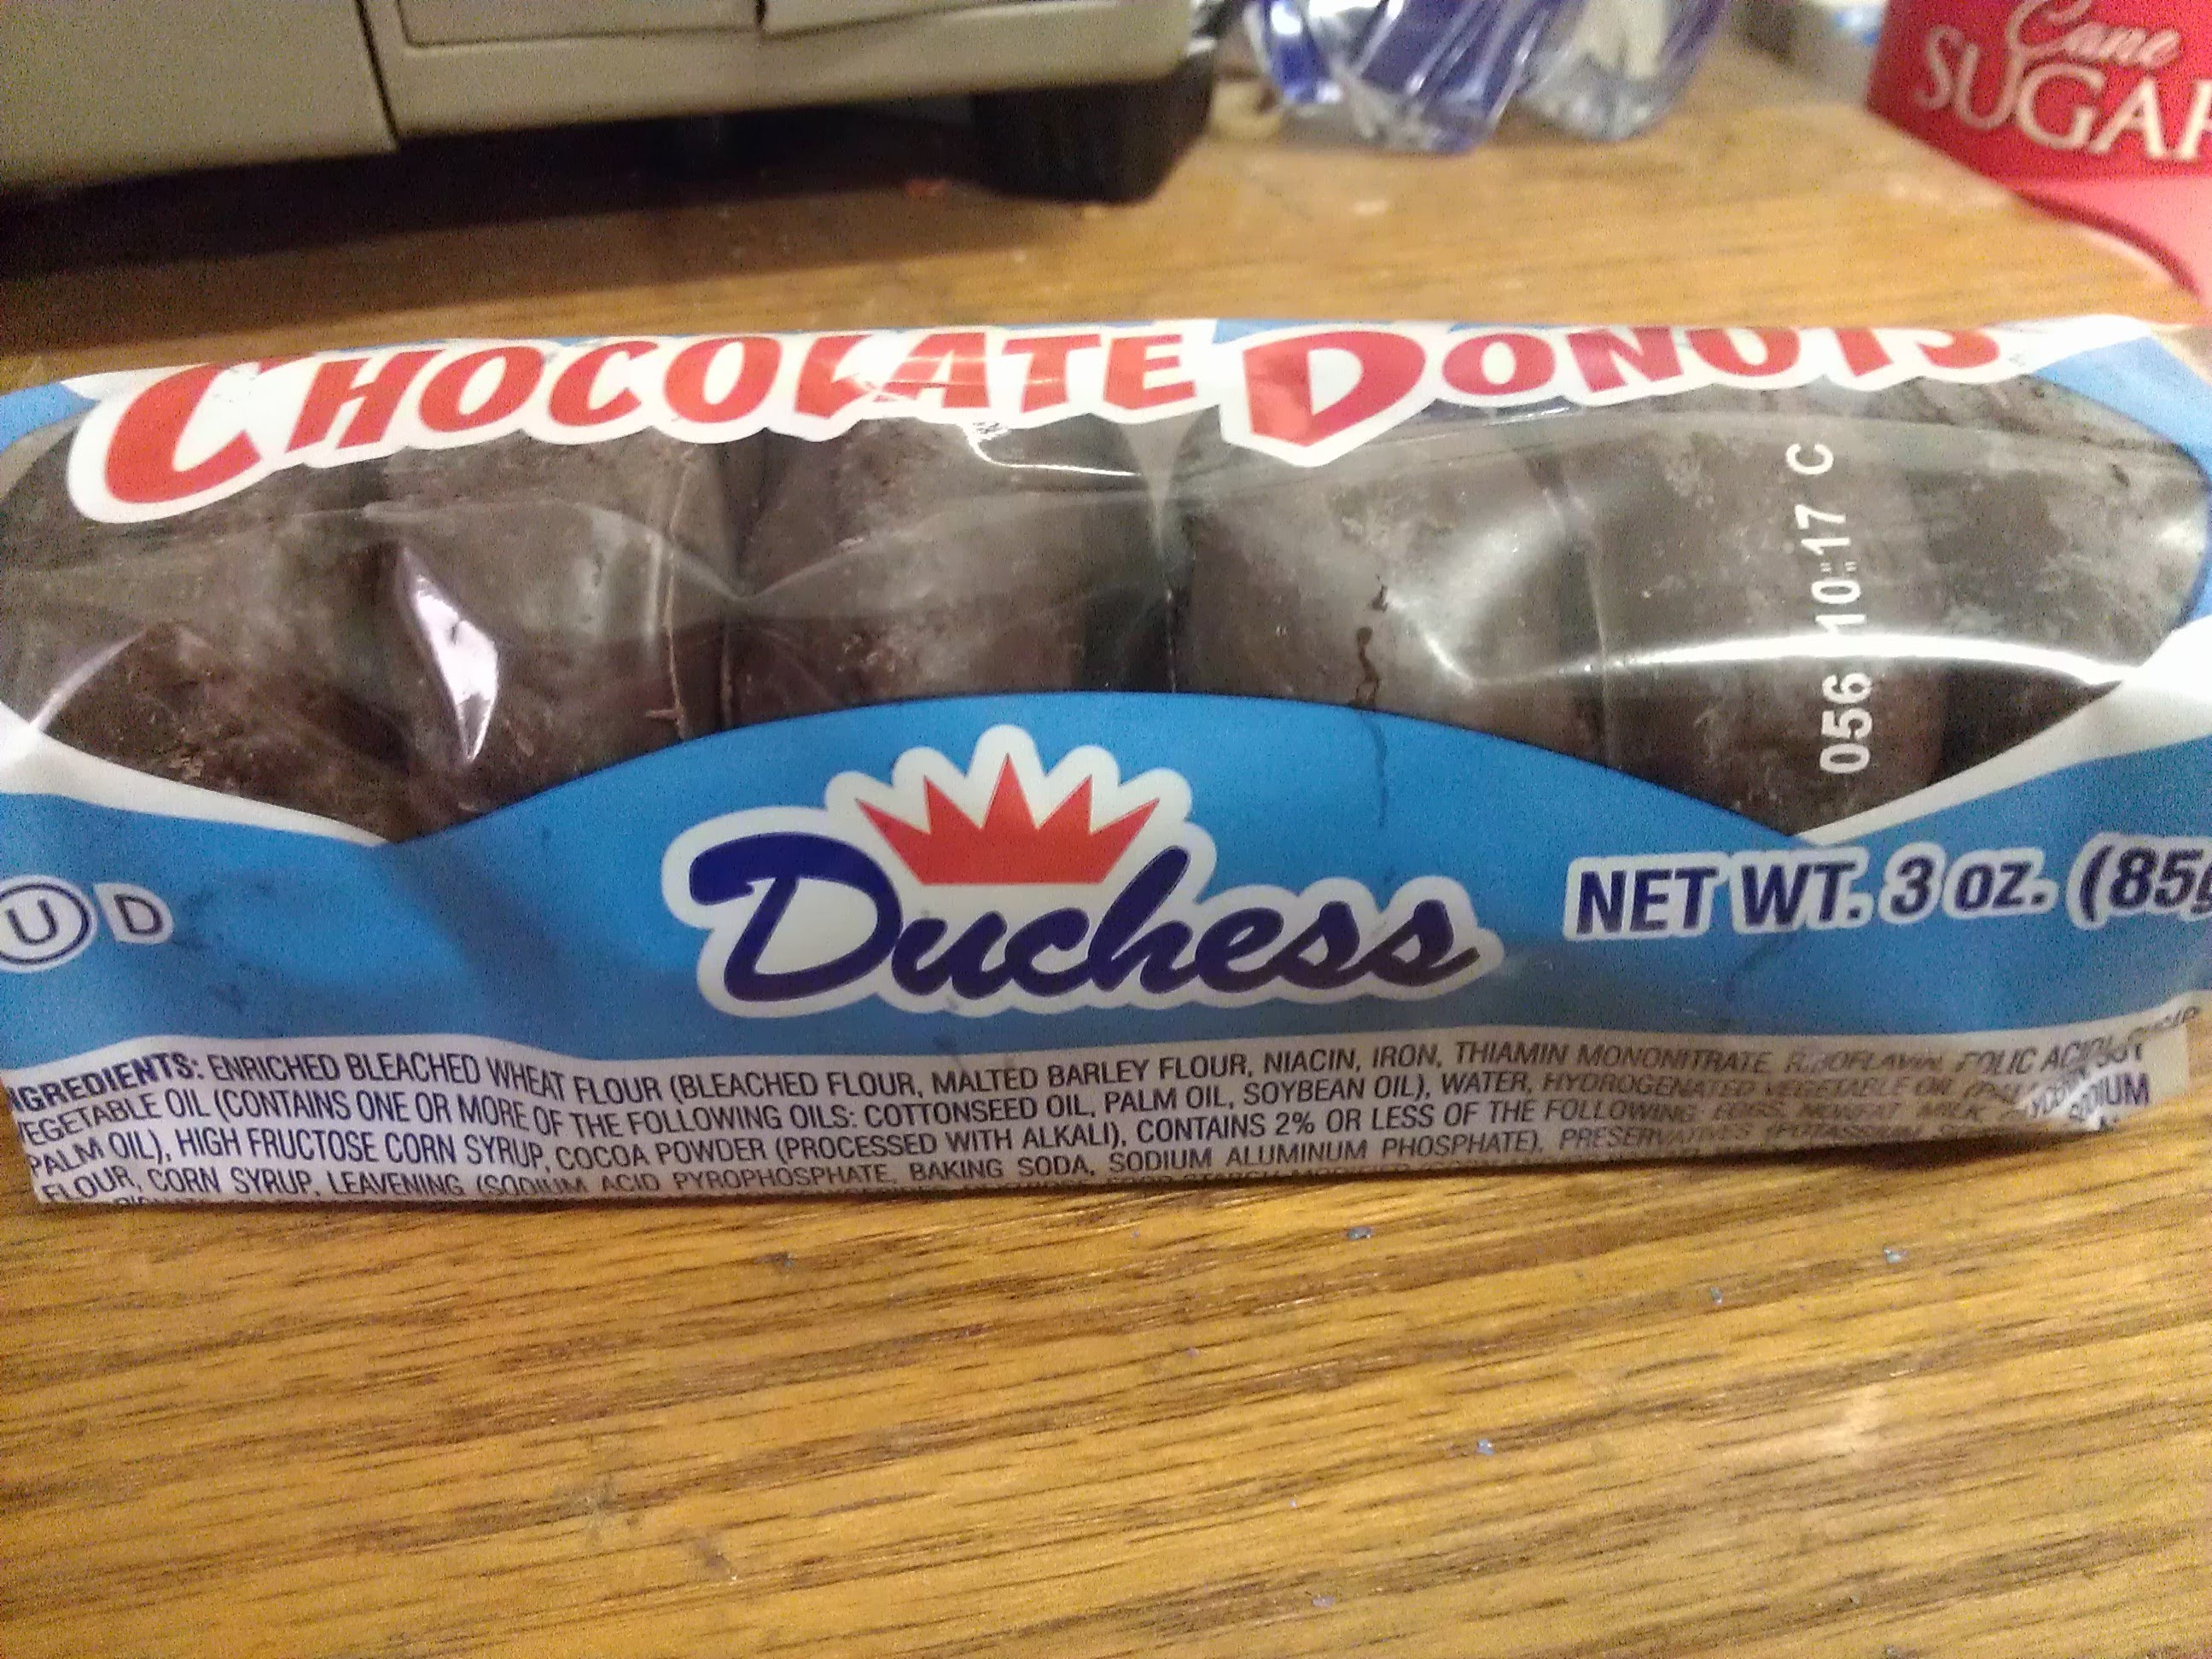 Cane
SUGAR
CHOCOLATE DONUTS
056 10:17 C
Duchess
U D
NET WT. 3 OZ. (85g
INGREDIENTS: ENRICHED BLEACHED WHEAT FLOUR (BLEACHED FLOUR, MALTED BARLEY FLOUR, NIACIN, IRON, THIAMIN MONONITRATE, RIBOFLAVIN, FOLIC ACID),
VEGETABLE OIL (CONTAINS ONE OR MORE OF THE FOLLOWING OILS: COTTONSEED OIL, PALM OIL, SOYBEAN OIL), WATER, HYDROGENATED VEGETABLE OIL
PALM OIL), HIGH FRUCTOSE CORN SYRUP, COCOA POWDER (PROCESSED WITH ALKALI), CONTAINS 2% OR LESS OF THE FOLLOWING: EGGS, NONFAT MILK,
FLOUR, CORN SYRUP, LEAVENING (SODIUM ACID PYROPHOSPHATE, BAKING SODA, SODIUM ALUMINUM PHOSPHATE), PRESERVATIVES (POTASSIUM